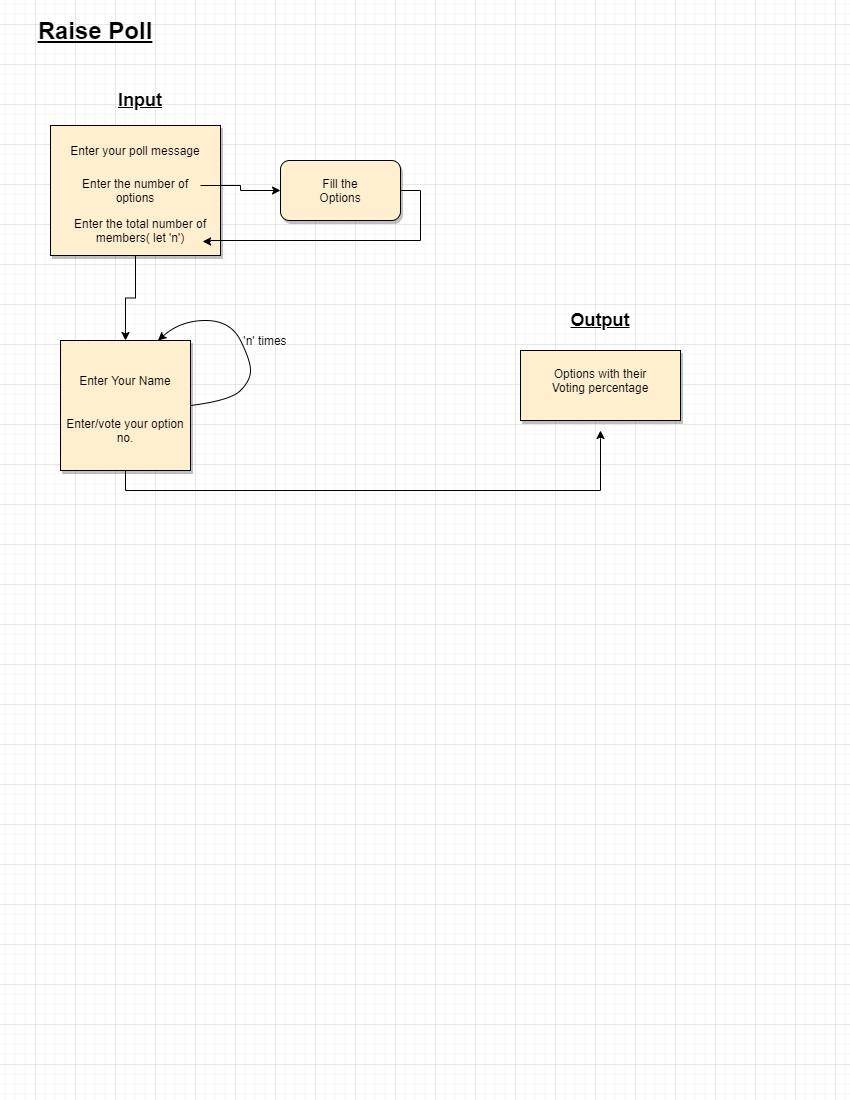 Raise Poll
Input
Enter your poll message
Enter the number of
options
Enter the total number of
members( let 'n')
Fill the
Options
'n' times
Enter Your Name
Enter/vote your option
no.
Output
Options with their
Voting percentage